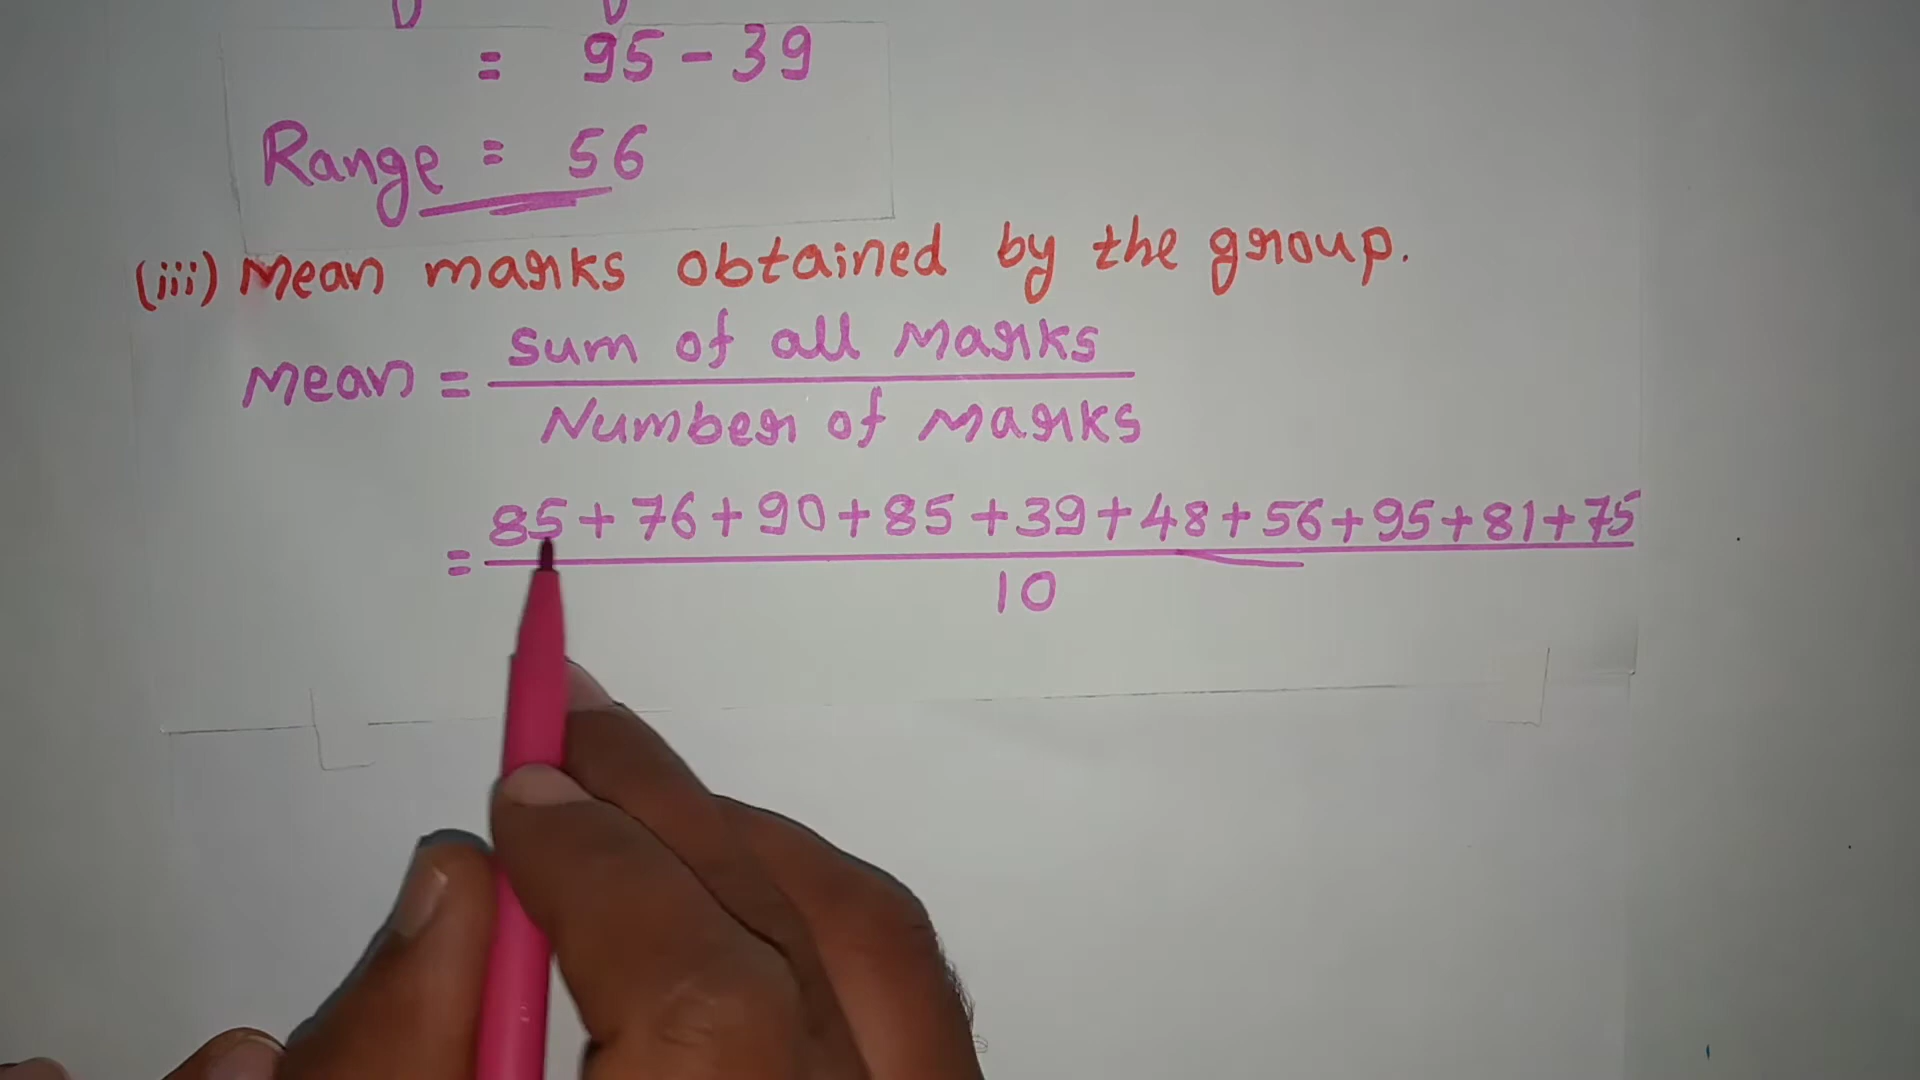 = 95 - 39
Range = 56
(iii) Mean marks obtained by the group.
Mean = Sum of all Marks
Number of Marks
= 85 + 76 + 90 + 85 + 39 + 48 + 56 + 95 + 81 + 75
10